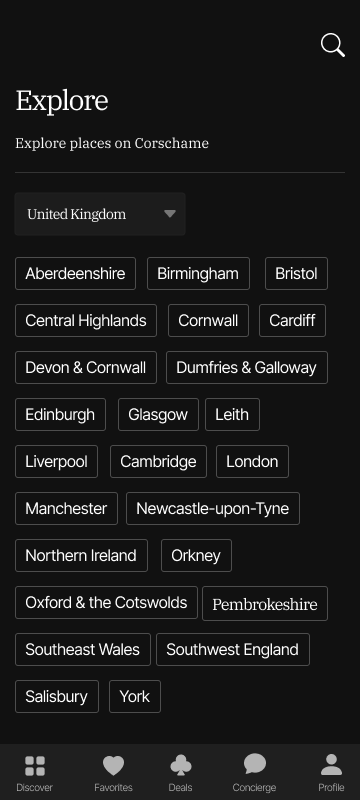 Explore
Explore places on Corschame
United Kingdom
Aberdeenshire Birmingham Bristol
Central Highlands Cornwall Cardiff
Devon & Cornwall Dumfries & Galloway
Edinburgh Glasgow Leith
Liverpool Cambridge London
Manchester Newcastle-upon-Tyne
Northern Ireland Orkney
Oxford & the Cotswolds Pembrokeshire
Southeast Wales Southwest England
Salisbury York
Discover Favorites Deals Concierge Profile